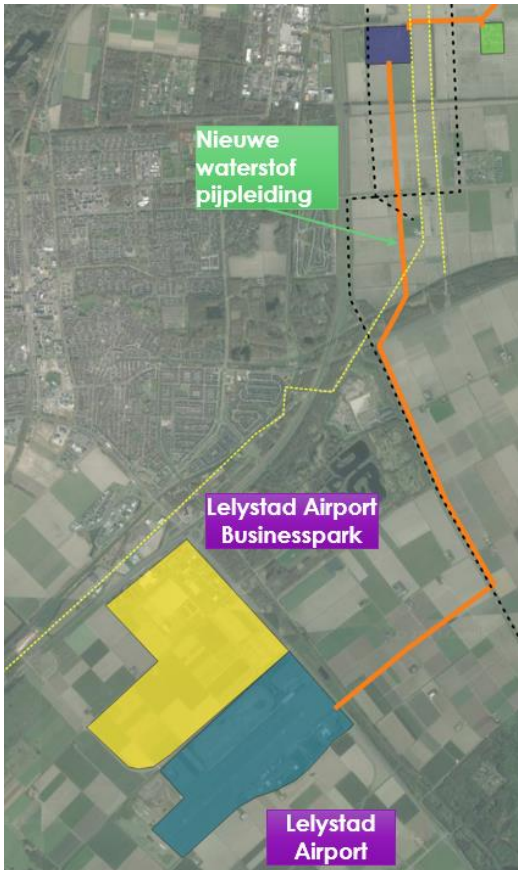 Nieuwe
waterstof
pijpleiding
Lelystad Airport
Businesspark
Lelystad
Airport